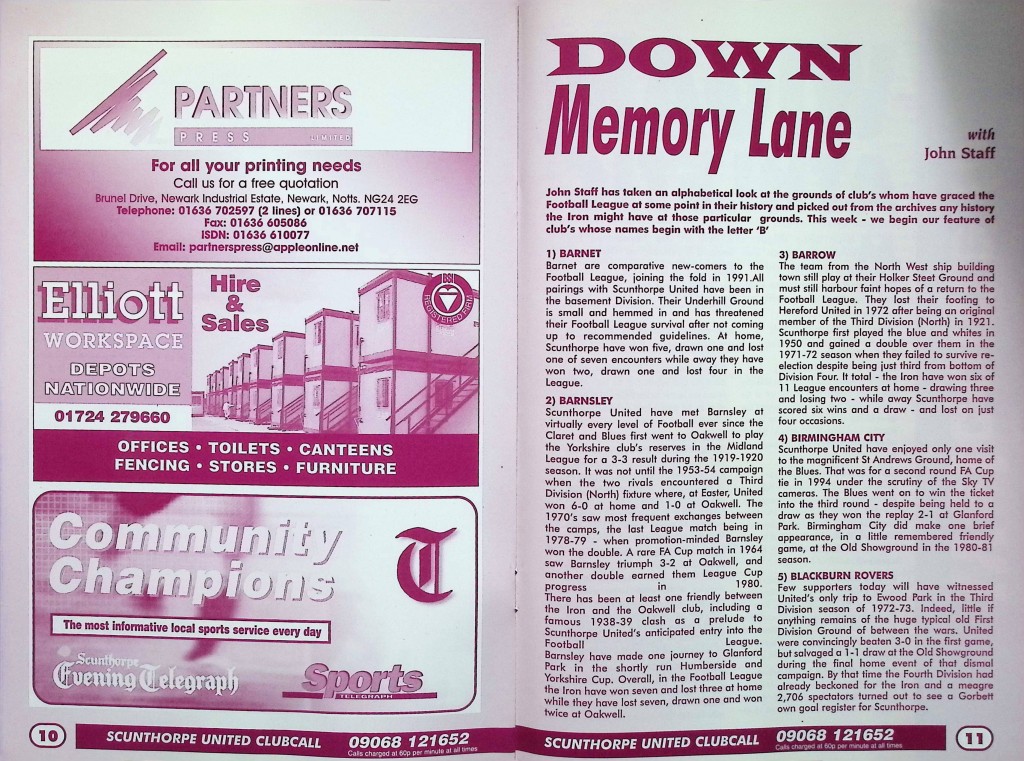 PARTNERS
PRESS LIMITED
For all your printing needs
Call us for a free quotation
Brunel Drive, Newark Industrial Estate, Newark, Notts. NG24 2EG
Telephone: 01636 702597 (2 lines) or 01636 707115
Fax: 01636 605086
ISDN: 01636 610077
Email: partnerspress@appleonline.net
Elliott
WORKSPACE
DEPOTS
NATIONWIDE
01724 279660
Hire
&
Sales
BSI
REGISTERED FIRM
OFFICES • TOILETS • CANTEENS
FENCING • STORES • FURNITURE
Community
Champions
T
The most informative local sports service every day
Scunthorpe
Evening Telegraph
Sports
TELEGRAPH
10
SCUNTHORPE UNITED CLUBCALL
09068 121652
Calls charged at 60p per minute at all times
DOWN
Memory Lane
with
John Staff
John Staff has taken an alphabetical look at the grounds of club's whom have graced the
Football League at some point in their history and picked out from the archives any history
the Iron might have at those particular grounds. This week - we begin our feature of
club's whose names begin with the letter 'B'
1) BARNET
Barnet are comparative new-comers to the
Football League, joining the fold in 1991.All
pairings with Scunthorpe United have been in
the basement Division. Their Underhill Ground
is small and hemmed in and has threatened
their Football League survival after not coming
up to recommended guidelines. At home,
Scunthorpe have won five, drawn one and lost
one of seven encounters while away they have
won two, drawn one and lost four in the
League.
2) BARNSLEY
Scunthorpe United have met Barnsley at
virtually every level of Football ever since the
Claret and Blues first went to Oakwell to play
the Yorkshire club's reserves in the Midland
League for a 3-3 result during the 1919-1920
season. It was not until the 1953-54 campaign
when the two rivals encountered a Third
Division (North) fixture where, at Easter, United
won 6-0 at home and 1-0 at Oakwell. The
1970's saw most frequent exchanges between
the camps, the last League match being in
1978-79 - when promotion-minded Barnsley
won the double. A rare FA Cup match in 1964
saw Barnsley triumph 3-2 at Oakwell, and
another double earned them League Cup
progress in 1980.
There has been at least one friendly between
the Iron and the Oakwell club, including a
famous 1938-39 clash as a prelude to
Scunthorpe United's anticipated entry into the
Football League.
Barnsley have made one journey to Glanford
Park in the shortly run Humberside and
Yorkshire Cup. Overall, in the Football League
the Iron have won seven and lost three at home
while they have lost seven, drawn one and won
twice at Oakwell.
3) BARROW
The team from the North West ship building
town still play at their Holker Steet Ground and
must still harbour faint hopes of a return to the
Football League. They lost their footing to
Hereford United in 1972 after being an original
member of the Third Division (North) in 1921.
Scunthorpe first played the blue and whites in
1950 and gained a double over them in the
1971-72 season when they failed to survive re-
election despite being just third from bottom of
Division Four. It total - the Iron have won six of
11 League encounters at home - drawing three
and losing two - while away Scunthorpe have
scored six wins and a draw - and lost on just
four occasions.
4) BIRMINGHAM CITY
Scunthorpe United have enjoyed only one visit
to the magnificent St Andrews Ground, home of
the Blues. That was for a second round FA Cup
tie in 1994 under the scrutiny of the Sky TV
cameras. The Blues went on to win the ticket
into the third round - despite being held to a
draw as they won the replay 2-1 at Glanford
Park. Birmingham City did make one brief
appearance, in a little remembered friendly
game, at the Old Showground in the 1980-81
season.
5) BLACKBURN ROVERS
Few supporters today will have witnessed
United's only trip to Ewood Park in the Third
Division season of 1972-73. Indeed, little if
anything remains of the huge typical old First
Division Ground of between the wars. United
were convincingly beaten 3-0 in the first game,
but salvaged a 1-1 draw at the Old Showground
during the final home event of that dismal
campaign. By that time the Fourth Division had
already beckoned for the Iron and a meagre
2,706 spectators turned out to see a Gorbett
own goal register for Scunthorpe.
SCUNTHORPE UNITED CLUBCALL
09068 121652
Calls charged at 60p per minute at all times
11